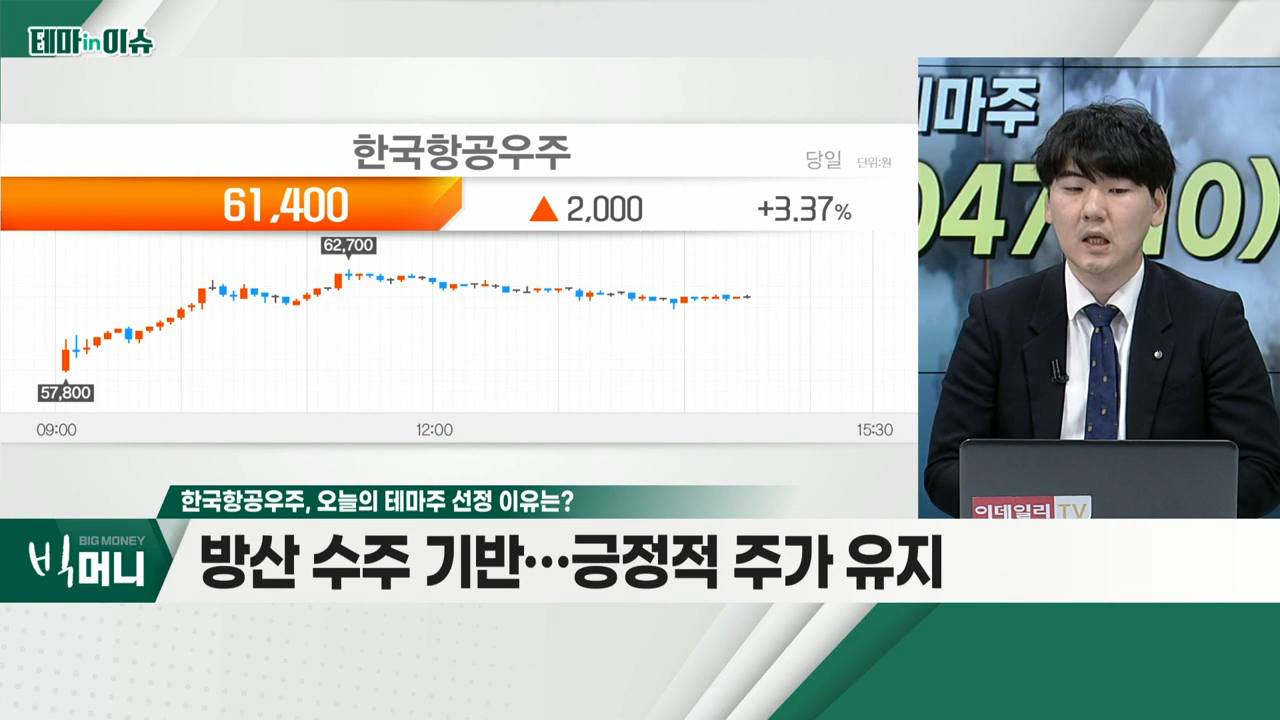 테마in이슈
한국항공우주
당일 단위:원
61,400 ▲ 2,000 +3.37%
62,700
57,800
09:00 12:00 15:30
테마주
047 10)
이데일리TV
한국항공우주, 오늘의 테마주 선정 이유는?
BIG MONEY
빅머니
방산 수주 기반…긍정적 주가 유지